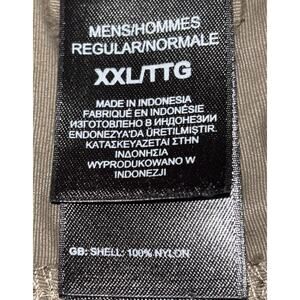 MENS/HOMMES
REGULAR/NORMALE
XXL/TTG
MADE IN INDONESIA
FABRIQUÉ EN INDONÉSIE
ИЗГОТОВЛЕНО В ИНДОНЕЗИИ
ENDONEZYA'DA ÜRETILMIŞTIR.
ΚΑΤΑΣΚΕΥΑΖΕΤΑΙ ΣΤΗΝ
ΙΝΔΟΝΗΣΙΑ
WYPRODUKOWANO W
INDONEZJI
GB: SHELL: 100% NYLON